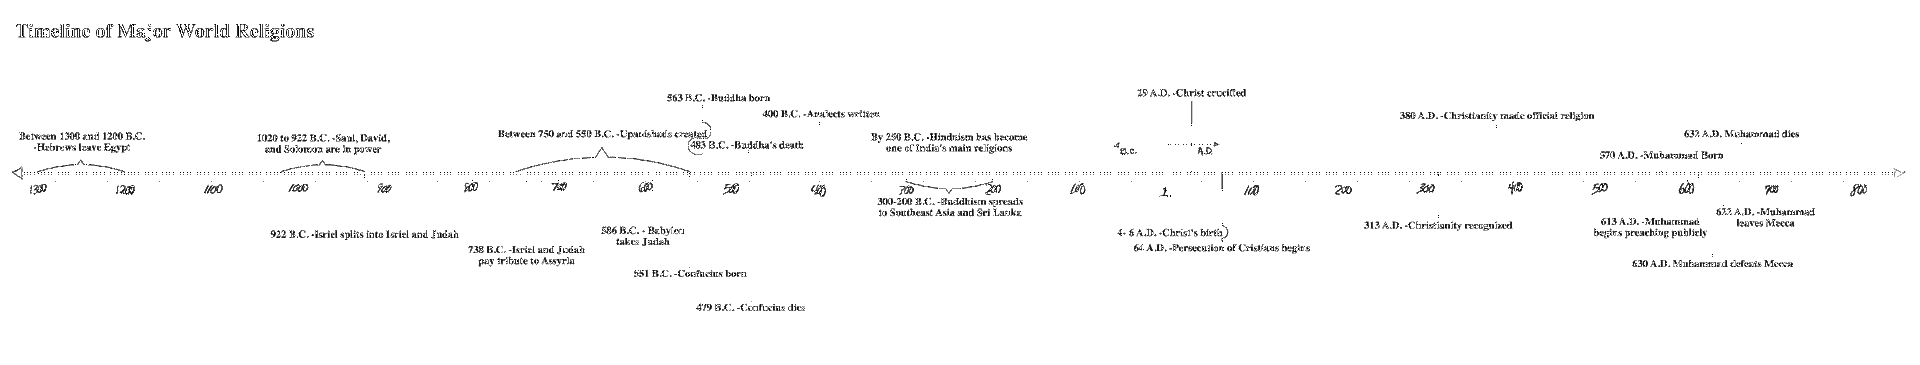 Timeline of Major World Religions
29 A.D. -Christ crucified
563 B.C. -Buddha born
400 B.C. -Analects written
380 A.D. -Christianity made official religion
Between 1300 and 1200 B.C.
-Hebrews leave Egypt
1020 to 922 B.C. -Saul, David,
and Solomon are in power
Between 750 and 550 B.C. -Upanishads created
483 B.C. -Buddha's death
By 250 B.C. -Hinduism has become
one of India's main religions
B.C. A.D.
632 A.D. Muhammad dies
570 A.D. -Muhammad Born
1300 1200 1100 1000 900 800 700 600 500 400 300 200 100 1. 100 200 300 400 500 600 700 800
300-200 B.C. -Buddhism spreads
to Southeast Asia and Sri Lanka
922 B.C. -Isriel splits into Isriel and Judah
738 B.C. -Isriel and Judah
pay tribute to Assyria
586 B.C. - Babylon
takes Judah
551 B.C. -Confucius born
479 B.C. -Confucius dies
4- 6 A.D. -Christ's birth
64 A.D. -Persecution of Cristians begins
313 A.D. -Christianity recognized
613 A.D. -Muhammad
begins preaching publicly
622 A.D. -Muhammad
leaves Mecca
630 A.D. Muhammad defeats Mecca